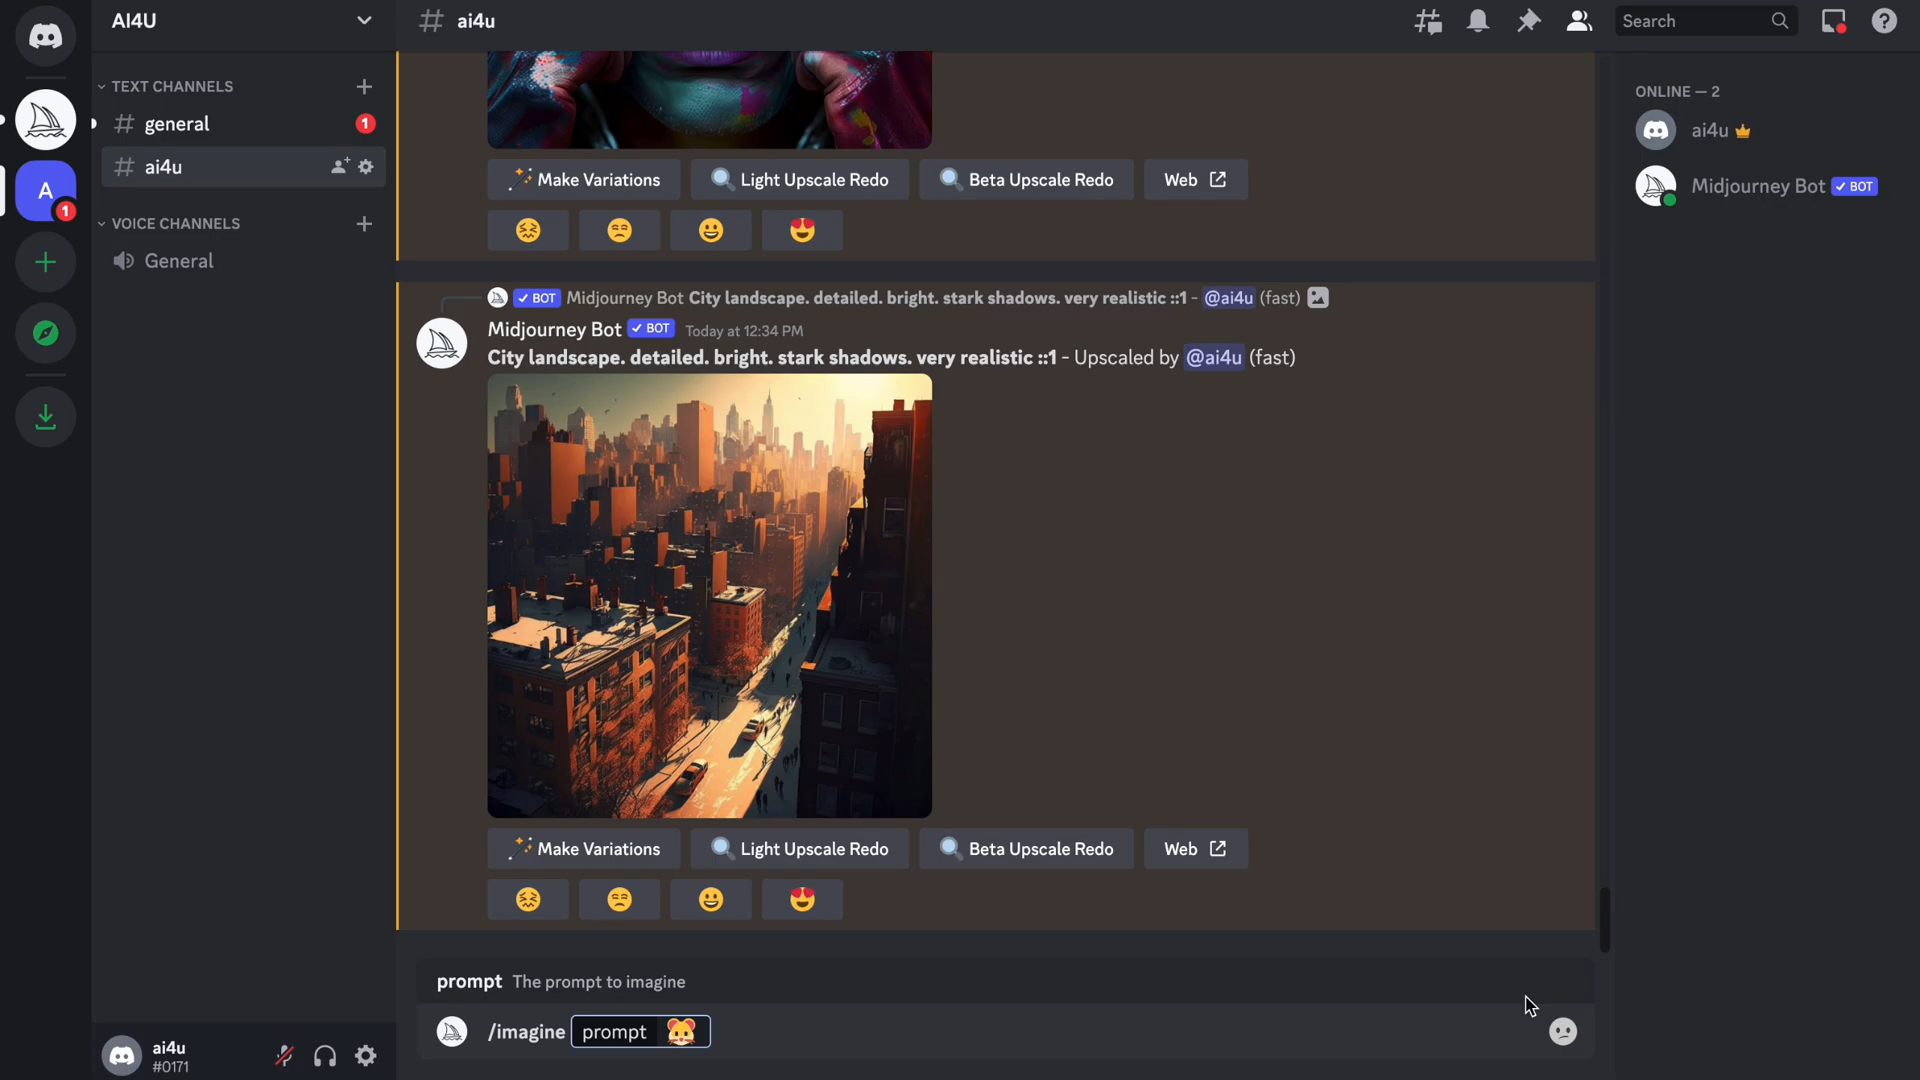 AI4U
TEXT CHANNELS
general
1
ai4u
VOICE CHANNELS
General
A
1
ai4u
#0171
# ai4u
Search
Make Variations
Light Upscale Redo
Beta Upscale Redo
Web
BOT Midjourney Bot City landscape. detailed. bright. stark shadows. very realistic ::1 - @ai4u (fast)
Midjourney Bot BOT Today at 12:34 PM
City landscape. detailed. bright. stark shadows. very realistic ::1 - Upscaled by @ai4u (fast)
Make Variations
Light Upscale Redo
Beta Upscale Redo
Web
prompt The prompt to imagine
/imagine prompt 🐹
ONLINE — 2
ai4u
Midjourney Bot BOT